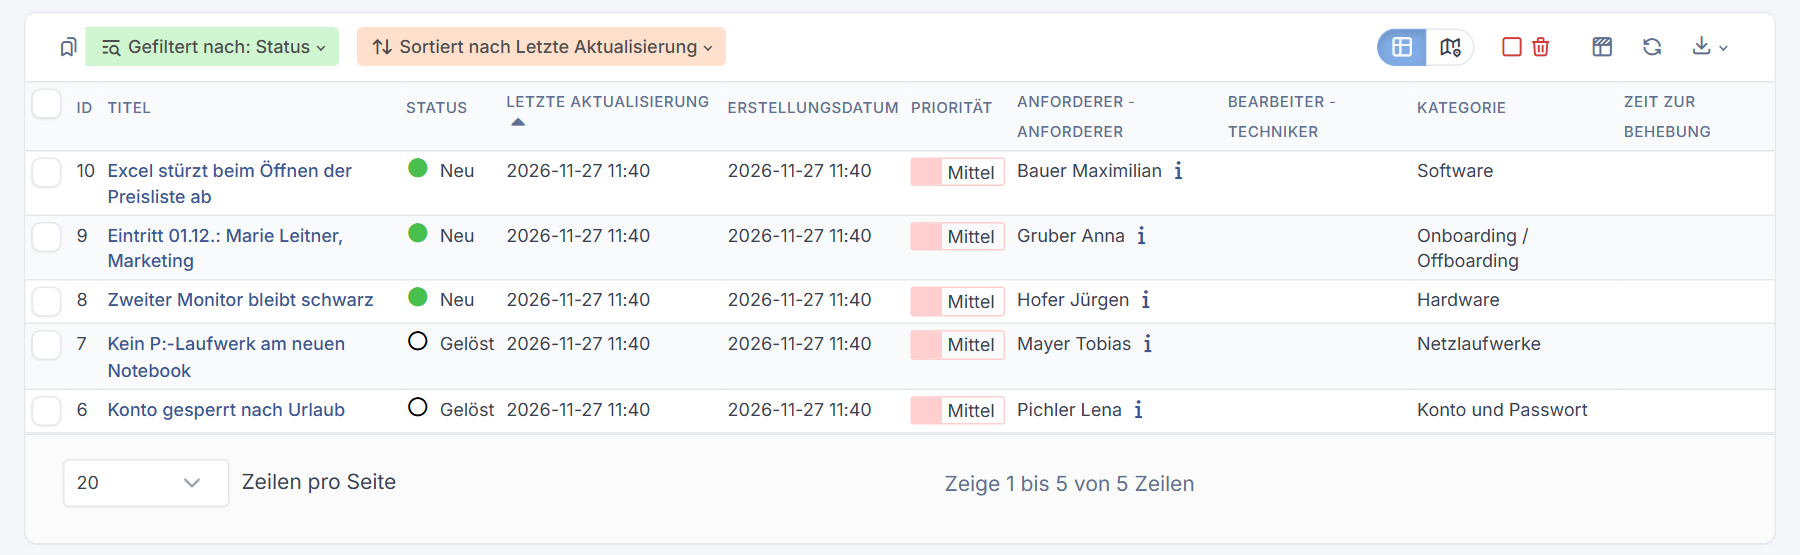 Gefiltert nach: Status
Sortiert nach Letzte Aktualisierung
ID TITEL STATUS LETZTE AKTUALISIERUNG ERSTELLUNGSDATUM PRIORITÄT ANFORDERER - ANFORDERER BEARBEITER - TECHNIKER KATEGORIE ZEIT ZUR BEHEBUNG
10 Excel stürzt beim Öffnen der Preisliste ab Neu 2026-11-27 11:40 2026-11-27 11:40 Mittel Bauer Maximilian Software
9 Eintritt 01.12.: Marie Leitner, Marketing Neu 2026-11-27 11:40 2026-11-27 11:40 Mittel Gruber Anna Onboarding / Offboarding
8 Zweiter Monitor bleibt schwarz Neu 2026-11-27 11:40 2026-11-27 11:40 Mittel Hofer Jürgen Hardware
7 Kein P:-Laufwerk am neuen Notebook Gelöst 2026-11-27 11:40 2026-11-27 11:40 Mittel Mayer Tobias Netzlaufwerke
6 Konto gesperrt nach Urlaub Gelöst 2026-11-27 11:40 2026-11-27 11:40 Mittel Pichler Lena Konto und Passwort
20 Zeilen pro Seite
Zeige 1 bis 5 von 5 Zeilen